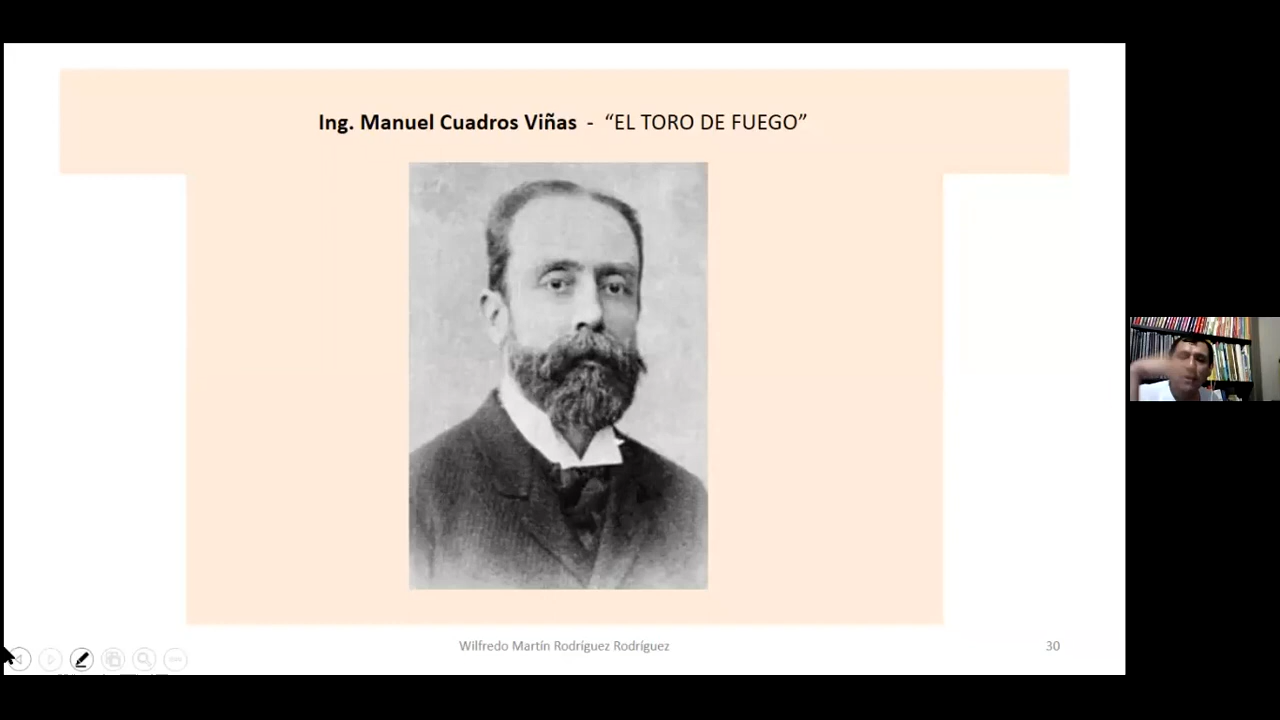 Ing. Manuel Cuadros Viñas - “EL TORO DE FUEGO”
Wilfredo Martín Rodríguez Rodríguez
30